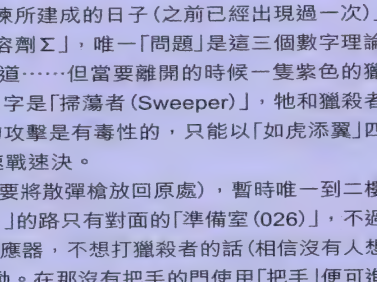 所建成的日子(之前已經出現過一次)」
容劑Σ」，唯一「問題」是這三個數字理論
道……但當要離開的時候一隻紫色的獵
字是「掃蕩者(Sweeper)」，牠和獵殺者
攻擊是有毒性的，只能以「如虎添翼」四
速戰速決。
要將散彈槍放回原處)，暫時唯一到二樓
」的路只有對面的「準備室(026)」，不過
應器，不想打獵殺者的話(相信沒有人想
動。在那沒有把手的門使用「把手」便可進